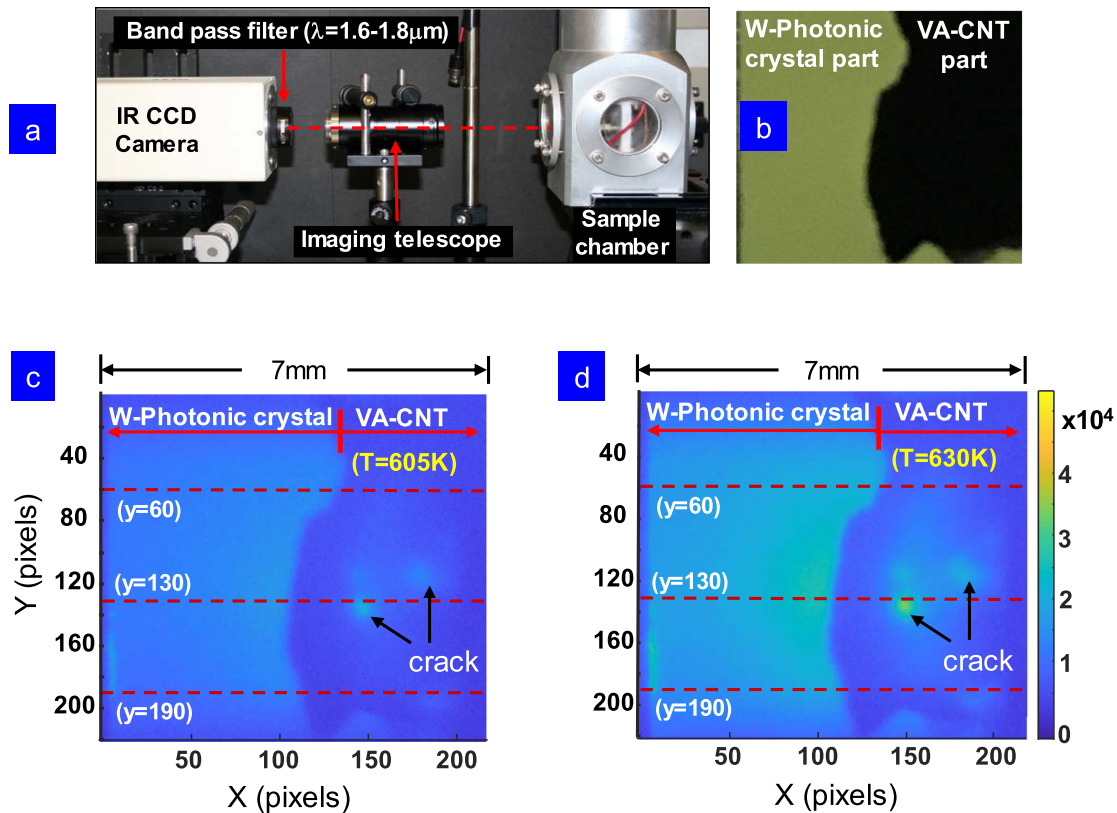 Band pass filter (λ=1.6-1.8μm)
a
IR CCD
Camera
Imaging telescope
Sample
chamber
W-Photonic
crystal part
VA-CNT
part
b
c
7mm
W-Photonic crystal
VA-CNT
(T=605K)
40
(y=60)
80
(y=130)
120
160
crack
(y=190)
200
Y (pixels)
50
100
150
200
X (pixels)
d
7mm
W-Photonic crystal
VA-CNT
(T=630K)
40
(y=60)
80
(y=130)
120
160
crack
(y=190)
200
50
100
150
200
X (pixels)
x10⁴
5
4
3
2
1
0